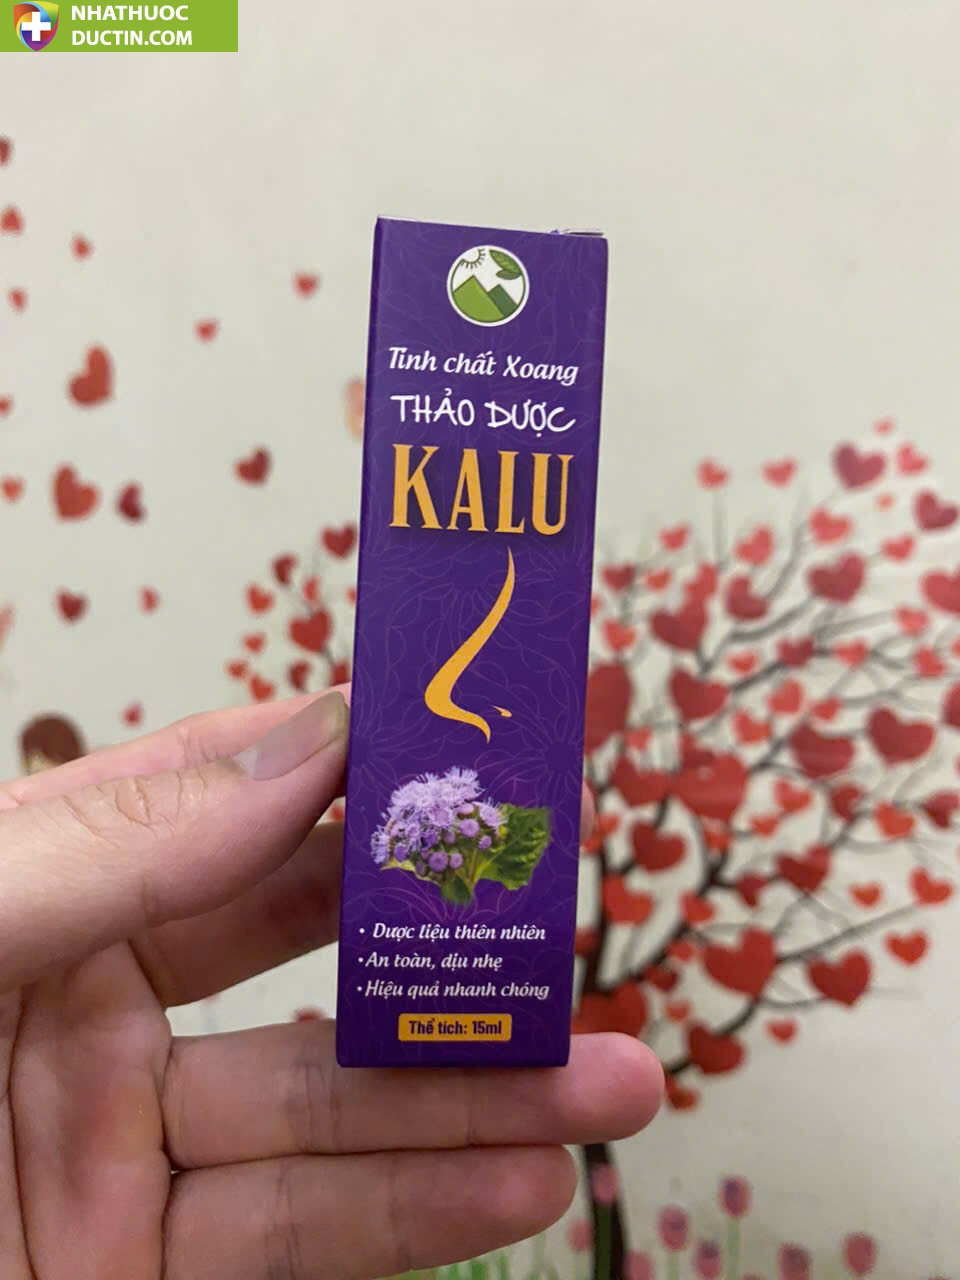 NHATHUOC
DUCTIN.COM
Tinh chất Xoang
THẢO DƯỢC
KALU
• Dược liệu thiên nhiên
• An toàn, dịu nhẹ
• Hiệu quả nhanh chóng
Thể tích: 15ml